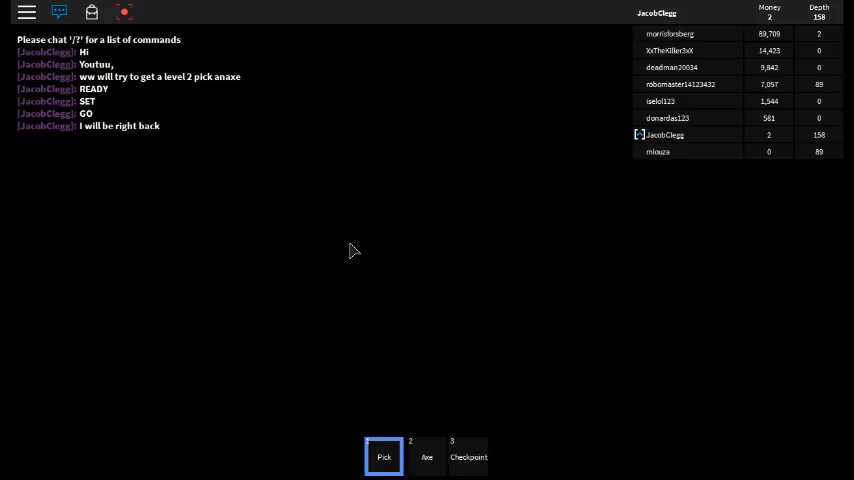 JacobClegg Money 2 Depth 158
Please chat '/?' for a list of commands
[JacobClegg]: Hi
[JacobClegg]: Youtuu,
[JacobClegg]: ww will try to get a level 2 pick anaxe
[JacobClegg]: READY
[JacobClegg]: SET
[JacobClegg]: GO
[JacobClegg]: I will be right back
morrisforsberg 89,709 2
XxTheKiller3xX 14,423 0
deadman20034 9,842 0
robomaster14123432 7,057 89
iselol123 1,544 0
donardas123 581 0
JacobClegg 2 158
mlouza 0 89
1 Pick
2 Axe
3 Checkpoint